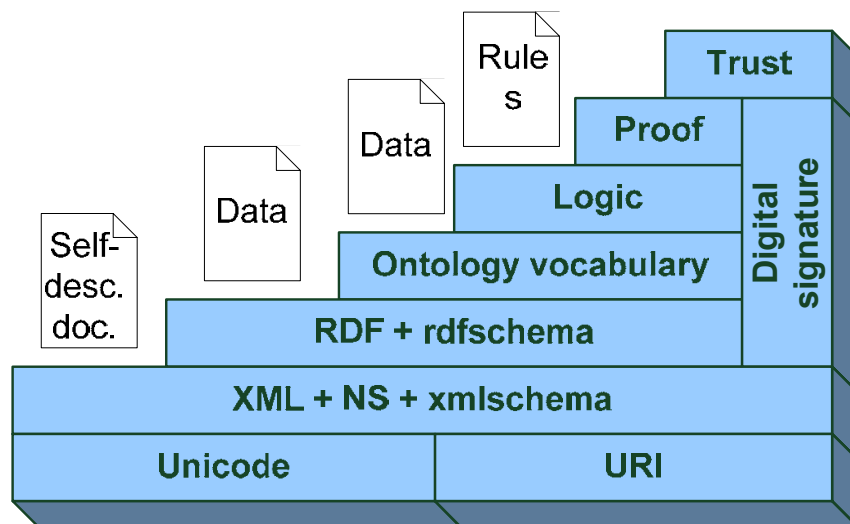 Rule
s
Trust
Data
Proof
Data
Logic
Self-
desc.
doc.
Ontology vocabulary
Digital
signature
RDF + rdfschema
XML + NS + xmlschema
Unicode
URI